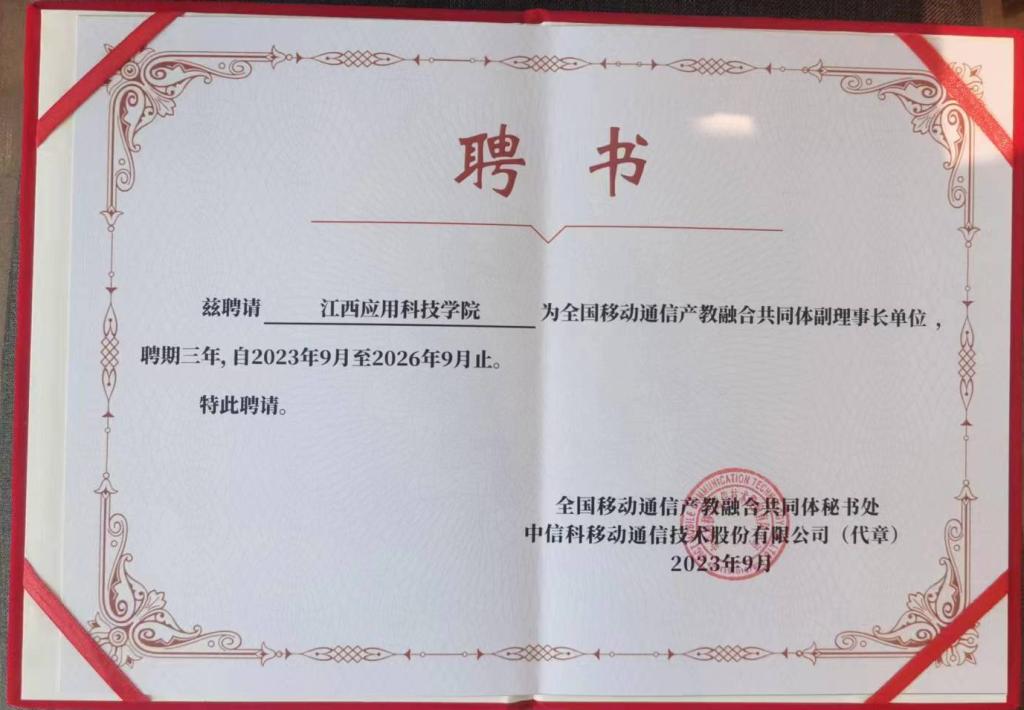 聘书
兹聘请 江西应用科技学院 为全国移动通信产教融合共同体副理事长单位，
聘期三年, 自2023年9月至2026年9月止。
特此聘请。
全国移动通信产教融合共同体秘书处
中信科移动通信技术股份有限公司（代章）
2023年9月